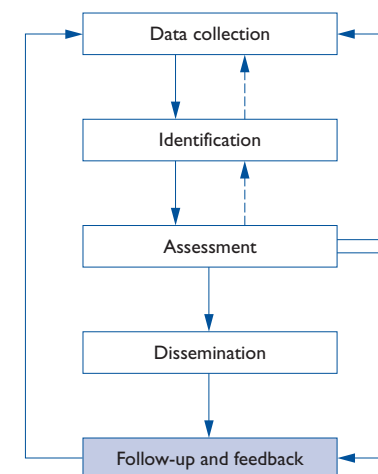 Data collection
Identification
Assessment
Dissemination
Follow-up and feedback